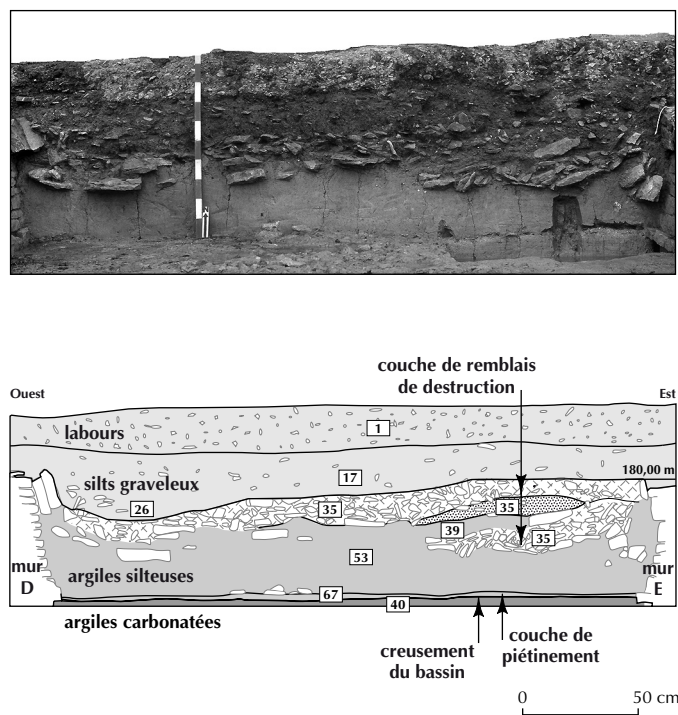 couche de remblais
de destruction
Ouest
Est
1
labours
180,00 m
17
silts graveleux
26
35
35
39
35
53
mur
D
argiles silteuses
mur
E
67
40
argiles carbonatées
creusement
du bassin
couche de
piétinement
0
50 cm